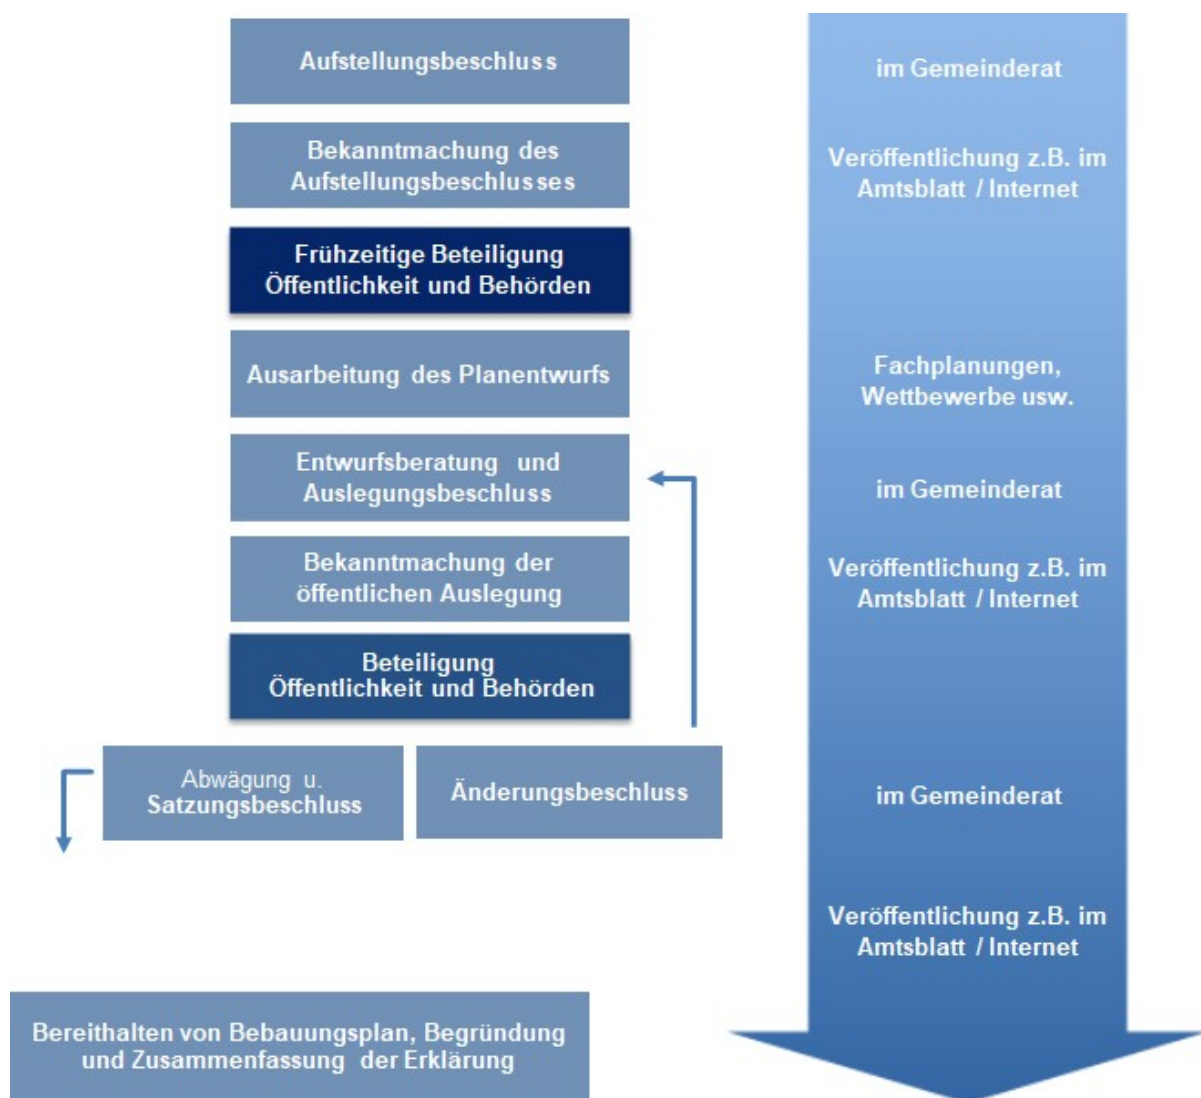 Aufstellungsbeschluss
im Gemeinderat
Bekanntmachung des
Aufstellungsbeschlusses
Veröffentlichung z.B. im
Amtsblatt / Internet
Frühzeitige Beteiligung
Öffentlichkeit und Behörden
Ausarbeitung des Planentwurfs
Fachplanungen,
Wettbewerbe usw.
Entwurfsberatung und
Auslegungsbeschluss
im Gemeinderat
Bekanntmachung der
öffentlichen Auslegung
Veröffentlichung z.B. im
Amtsblatt / Internet
Beteiligung
Öffentlichkeit und Behörden
Abwägung u.
Satzungsbeschluss
Änderungsbeschluss
im Gemeinderat
Veröffentlichung z.B. im
Amtsblatt / Internet
Bereithalten von Bebauungsplan, Begründung
und Zusammenfassung der Erklärung